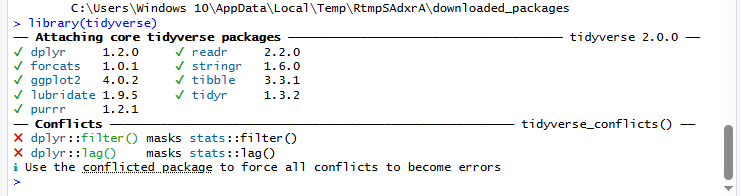 C:\Users\Windows 10\AppData\Local\Temp\RtmpSAdxrA\downloaded_packages
> library(tidyverse)
── Attaching core tidyverse packages ──────────────────────── tidyverse 2.0.0 ──
✔ dplyr     1.2.0     ✔ readr     2.2.0
✔ forcats   1.0.1     ✔ stringr   1.6.0
✔ ggplot2   4.0.2     ✔ tibble    3.3.1
✔ lubridate 1.9.5     ✔ tidyr     1.3.2
✔ purrr     1.2.1
── Conflicts ────────────────────────────────────────── tidyverse_conflicts() ──
✖ dplyr::filter() masks stats::filter()
✖ dplyr::lag()    masks stats::lag()
ℹ Use the conflicted package to force all conflicts to become errors
>